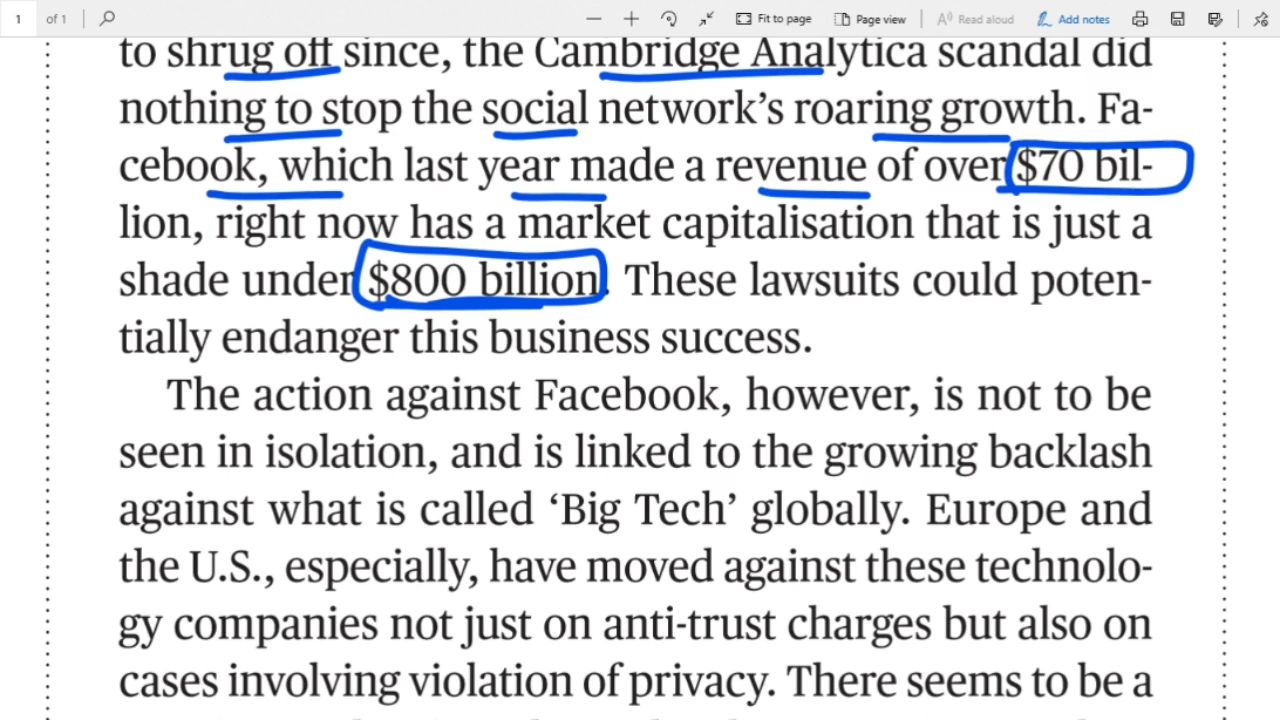 1 of 1 Fit to page Page view Read aloud Add notes
to shrug off since, the Cambridge Analytica scandal did
nothing to stop the social network’s roaring growth. Fa-
cebook, which last year made a revenue of over $70 bil-
lion, right now has a market capitalisation that is just a
shade under $800 billion. These lawsuits could poten-
tially endanger this business success.
The action against Facebook, however, is not to be
seen in isolation, and is linked to the growing backlash
against what is called ‘Big Tech’ globally. Europe and
the U.S., especially, have moved against these technolo-
gy companies not just on anti-trust charges but also on
cases involving violation of privacy. There seems to be a